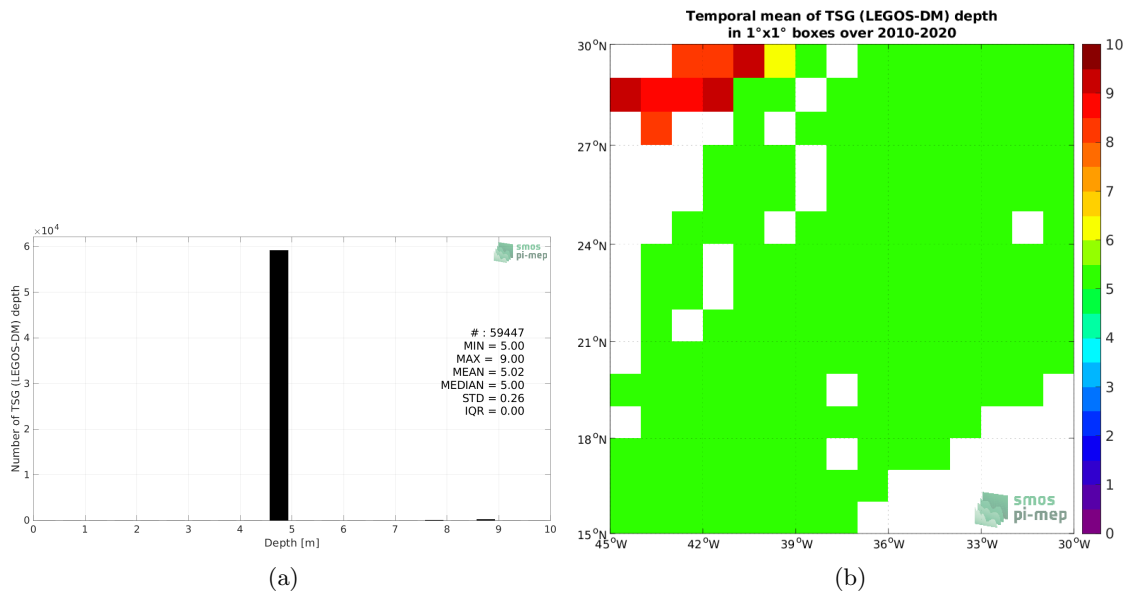 ×10⁴
6
5
4
3
2
1
0
Number of TSG (LEGOS-DM) depth
smos
pi-mep
# : 59447
MIN = 5.00
MAX = 9.00
MEAN = 5.02
MEDIAN = 5.00
STD = 0.26
IQR = 0.00
0 1 2 3 4 5 6 7 8 9 10
Depth [m]
(a)
Temporal mean of TSG (LEGOS-DM) depth
in 1°x1° boxes over 2010-2020
30°N
27°N
24°N
21°N
18°N
15°N
45°W 42°W 39°W 36°W 33°W 30°W
smos
pi-mep
10
9
8
7
6
5
4
3
2
1
0
(b)